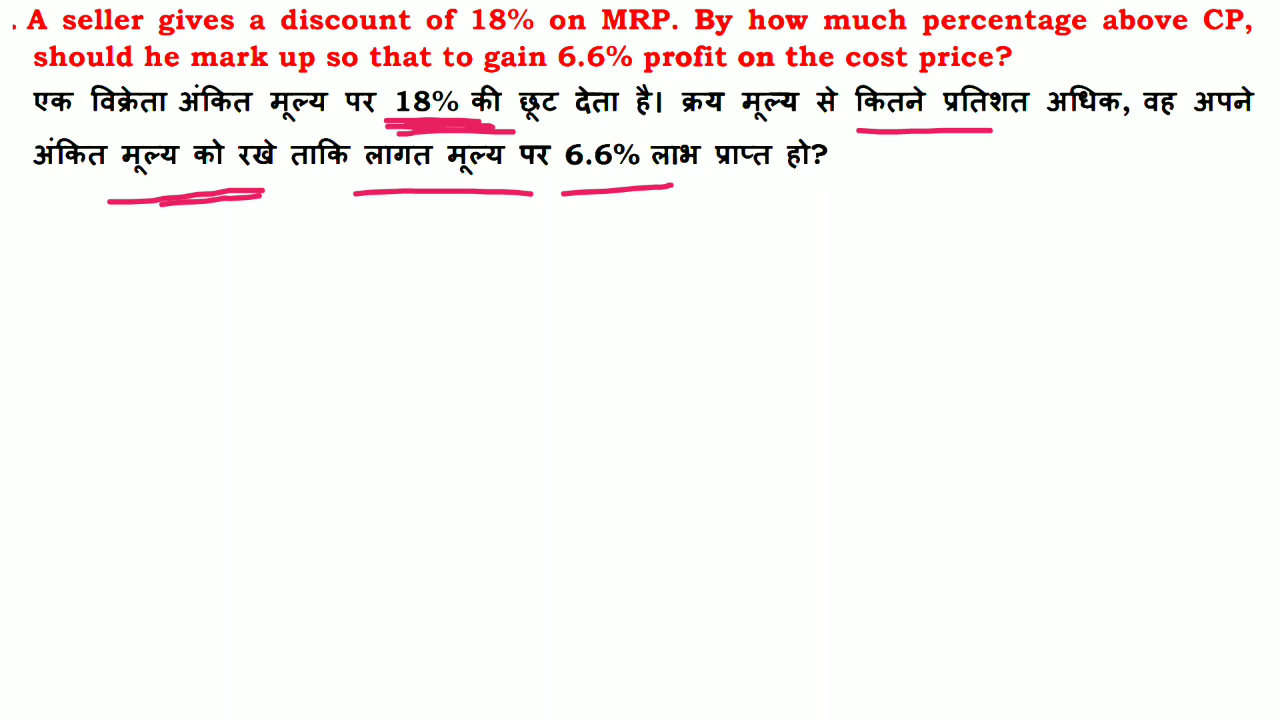 . A seller gives a discount of 18% on MRP. By how much percentage above CP,
should he mark up so that to gain 6.6% profit on the cost price?
एक विक्रेता अंकित मूल्य पर 18% की छूट देता है। क्रय मूल्य से कितने प्रतिशत अधिक, वह अपने
अंकित मूल्य को रखे ताकि लागत मूल्य पर 6.6% लाभ प्राप्त हो?